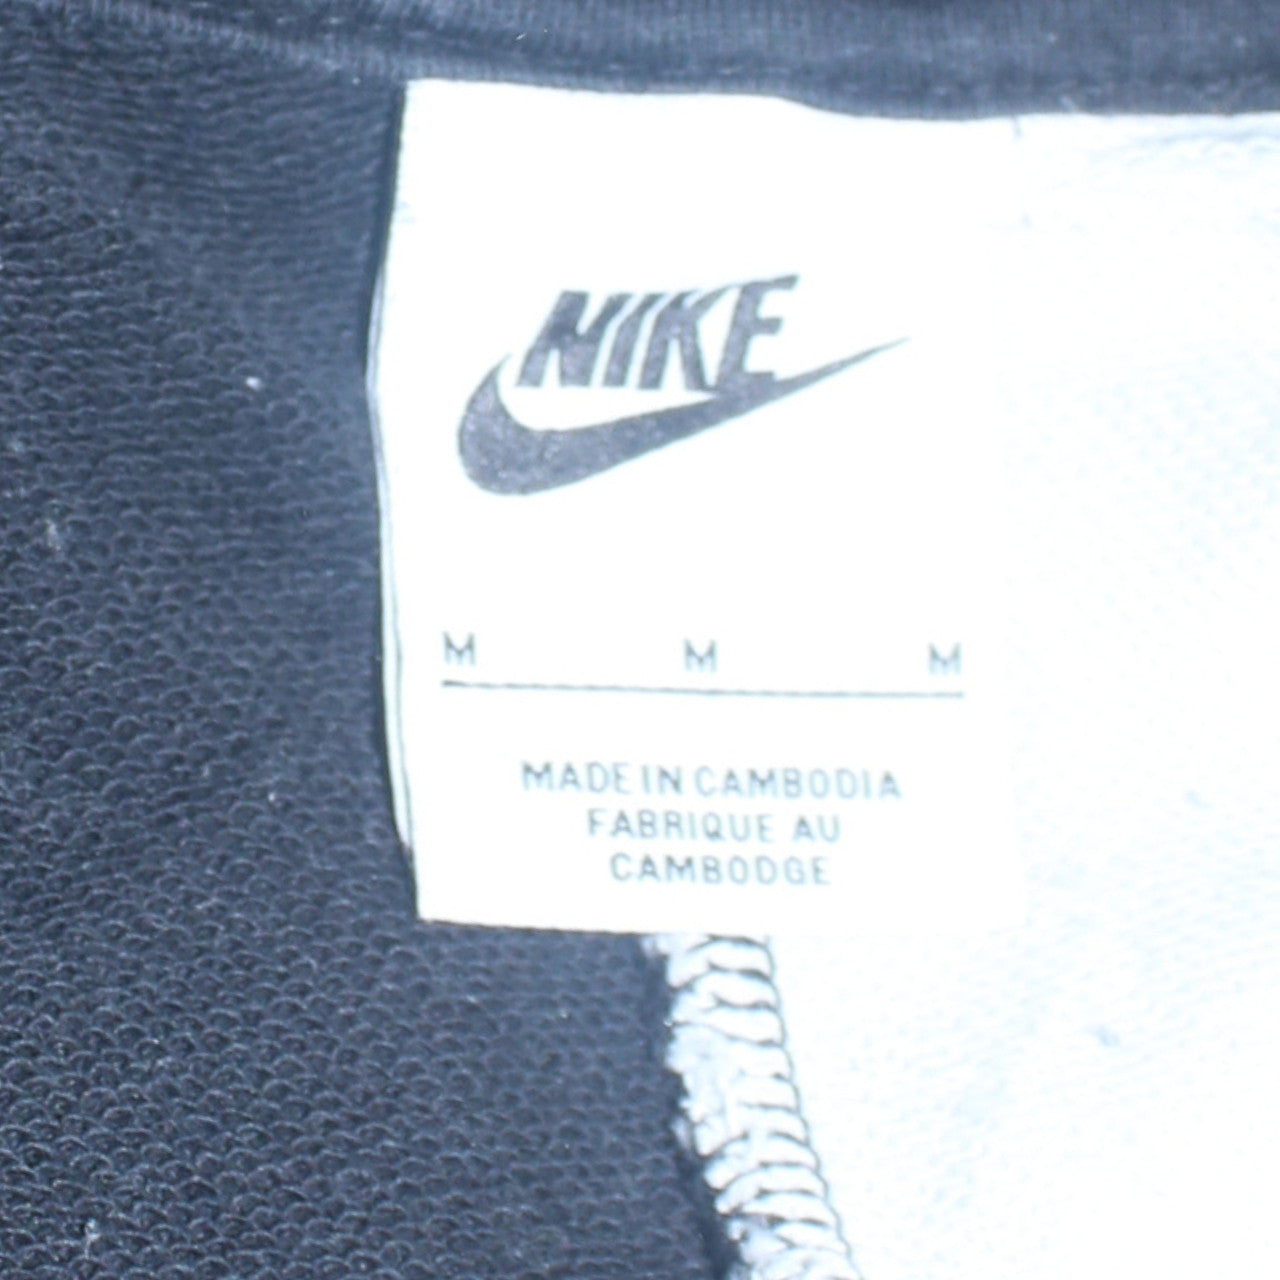 NIKE
M M M
MADE IN CAMBODIA
FABRIQUE AU
CAMBODGE